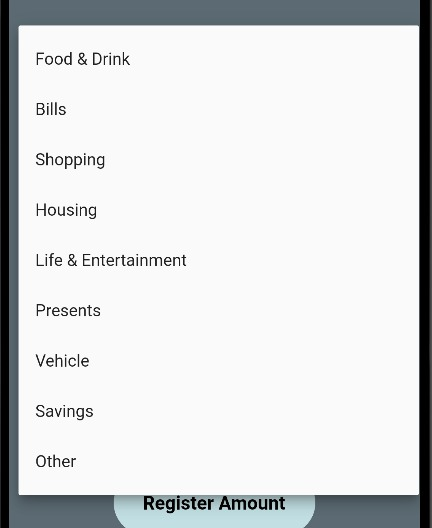 Food & Drink
Bills
Shopping
Housing
Life & Entertainment
Presents
Vehicle
Savings
Other
Register Amount